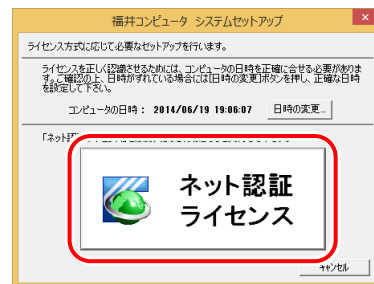 福井コンピュータ システムセットアップ
ライセンス方式に応じて必要なセットアップを行います。
ライセンスを正しく認識させるためには、コンピュータの日時を正確に合せる必要がありま
す。ご確認の上、日時がずれている場合には[日時の変更]ボタンを押し、正確な日時
を設定して下さい。
コンピュータの日時： 2014/06/19 19:06:07 日時の変更..
「ネット認
ネット認証
ライセンス
キャンセル